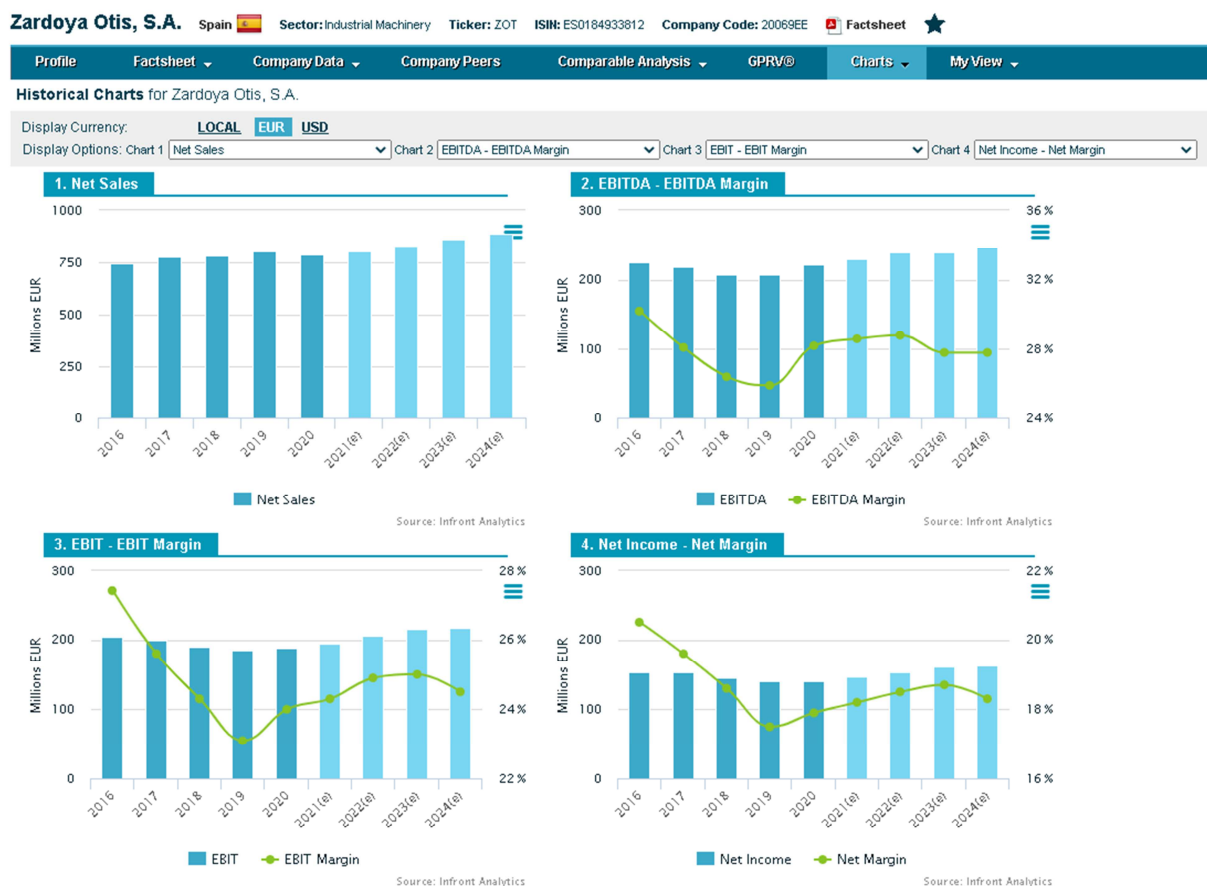 Zardoya Otis, S.A. Spain Sector: Industrial Machinery Ticker: ZOT ISIN: ES0184933812 Company Code: 20069EE Factsheet
Profile Factsheet Company Data Company Peers Comparable Analysis GPRV® Charts My View
Historical Charts for Zardoya Otis, S.A.
Display Currency: LOCAL EUR USD
Display Options: Chart 1 Net Sales Chart 2 EBITDA - EBITDA Margin Chart 3 EBIT - EBIT Margin Chart 4 Net Income - Net Margin
1. Net Sales
1000
750
500
250
0
Millions EUR
2016 2017 2018 2019 2020 2021(e) 2022(e) 2023(e) 2024(e)
Net Sales
Source: Infront Analytics
2. EBITDA - EBITDA Margin
300 36 %
200 32 %
100 28 %
0 24 %
Millions EUR
2016 2017 2018 2019 2020 2021(e) 2022(e) 2023(e) 2024(e)
EBITDA EBITDA Margin
Source: Infront Analytics
3. EBIT - EBIT Margin
300 28 %
200 26 %
100 24 %
0 22 %
Millions EUR
2016 2017 2018 2019 2020 2021(e) 2022(e) 2023(e) 2024(e)
EBIT EBIT Margin
Source: Infront Analytics
4. Net Income - Net Margin
300 22 %
200 20 %
100 18 %
0 16 %
Millions EUR
2016 2017 2018 2019 2020 2021(e) 2022(e) 2023(e) 2024(e)
Net Income Net Margin
Source: Infront Analytics